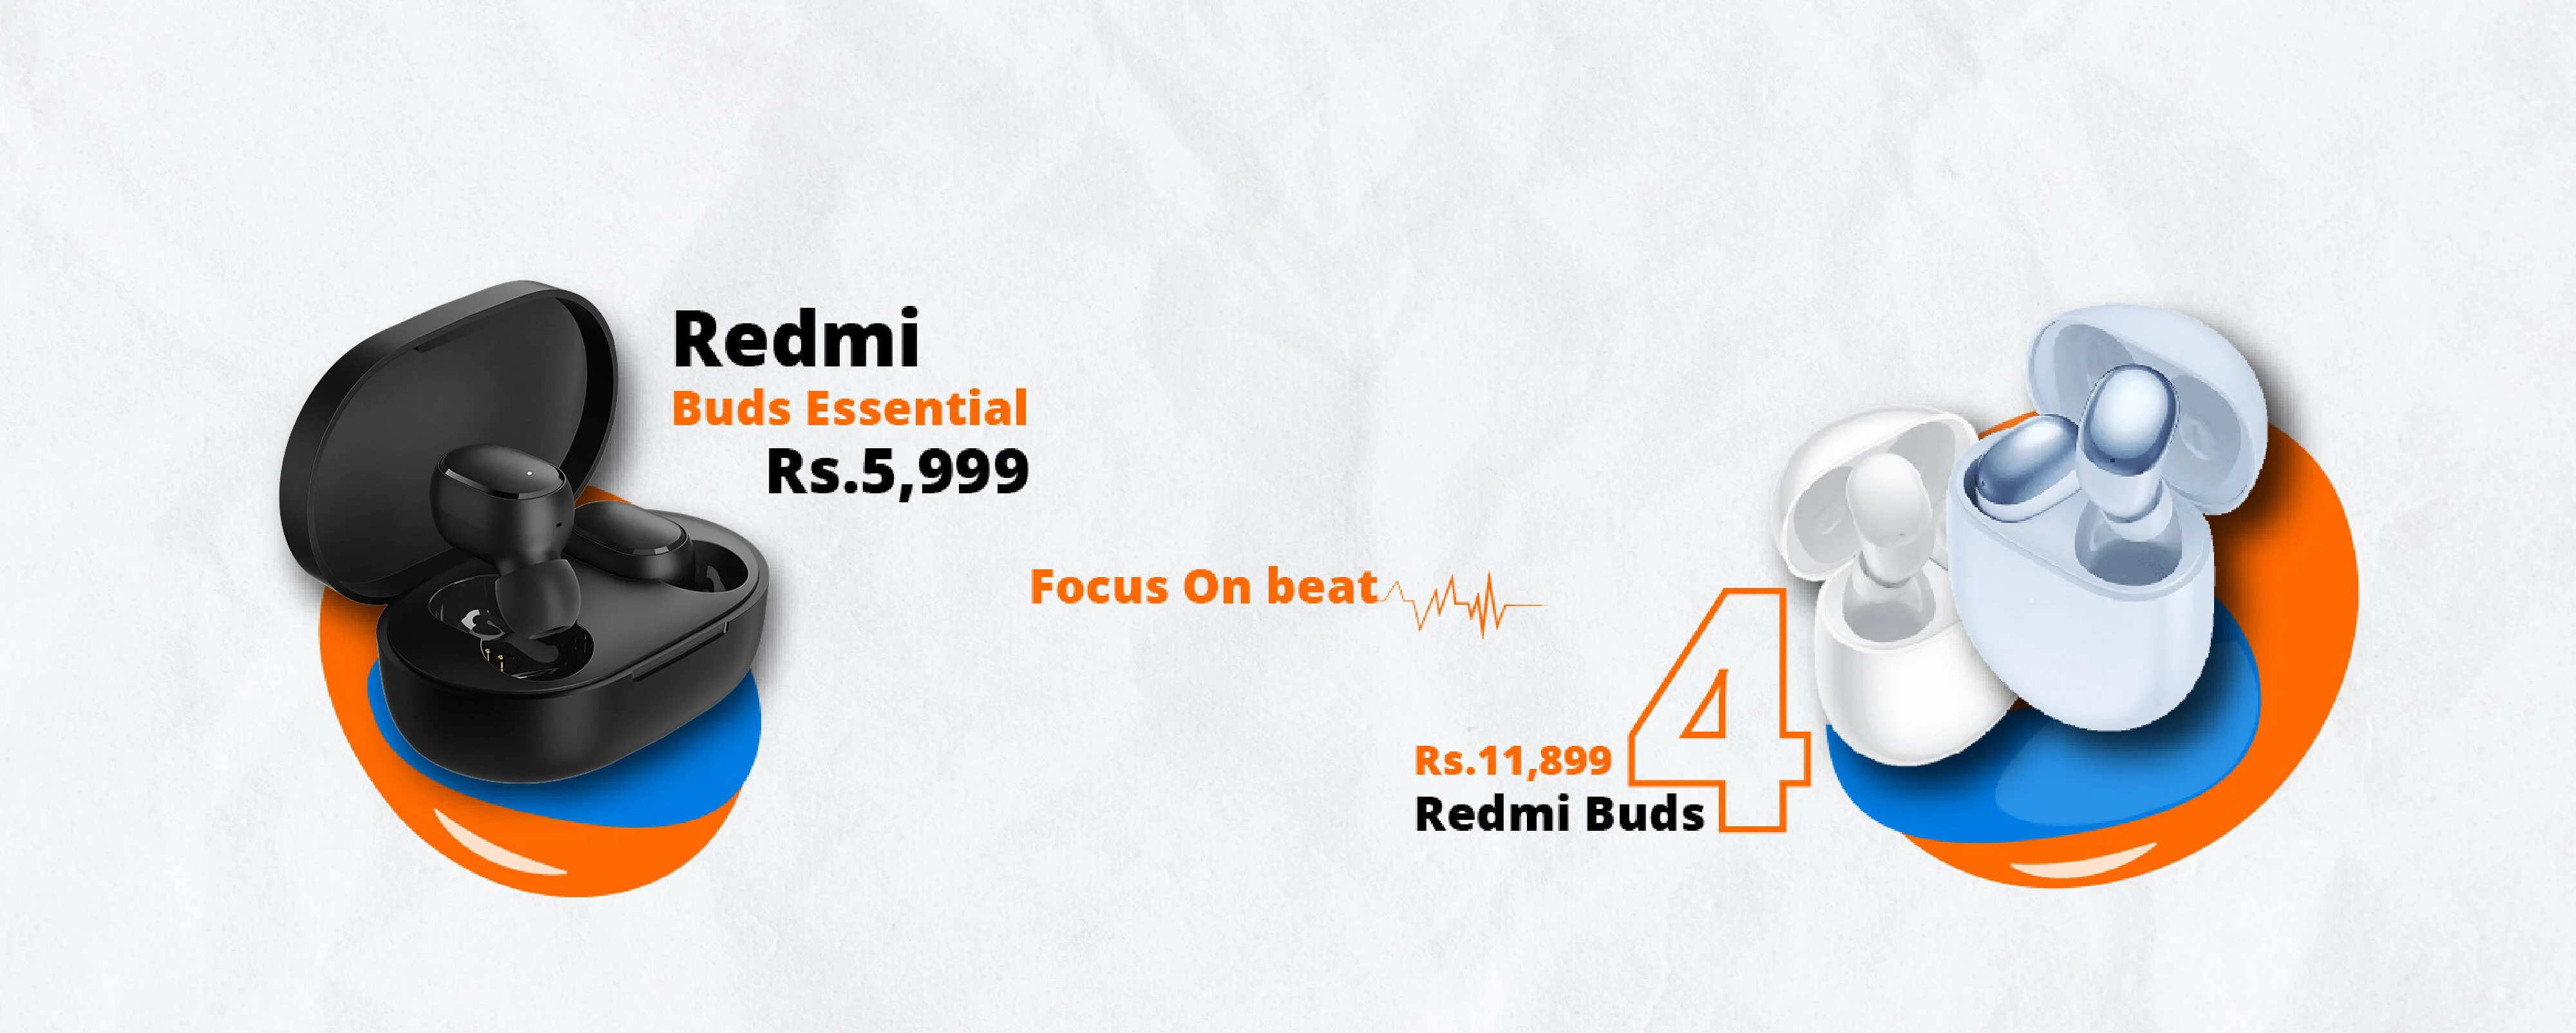 Redmi
Buds Essential
Rs.5,999
Focus On beat
Rs.11,899
Redmi Buds 4